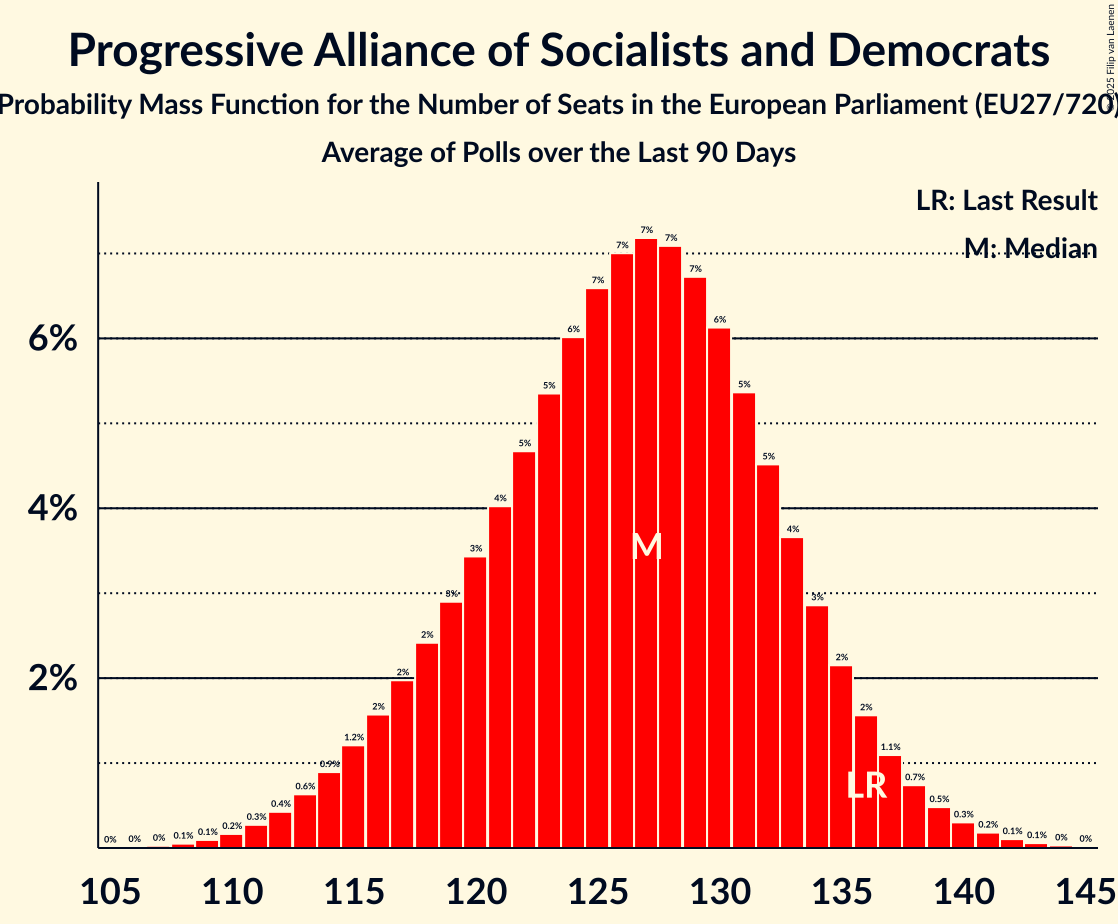 Progressive Alliance of Socialists and Democrats
© 2025 Filip van Laenen
Probability Mass Function for the Number of Seats in the European Parliament (EU27/720)
Average of Polls over the Last 90 Days
LR: Last Result
M: Median
6%
4%
2%
0% 0% 0% 0.1% 0.1% 0.2% 0.3% 0.4% 0.6% 0.9% 1.2% 2% 2% 2% 3% 3% 4% 5% 5% 6% 7% 7% 7% 7% 7% 6% 5% 5% 4% 3% 2% 2% 1.1% 0.7% 0.5% 0.3% 0.2% 0.1% 0.1% 0% 0%
M
LR
105 110 115 120 125 130 135 140 145